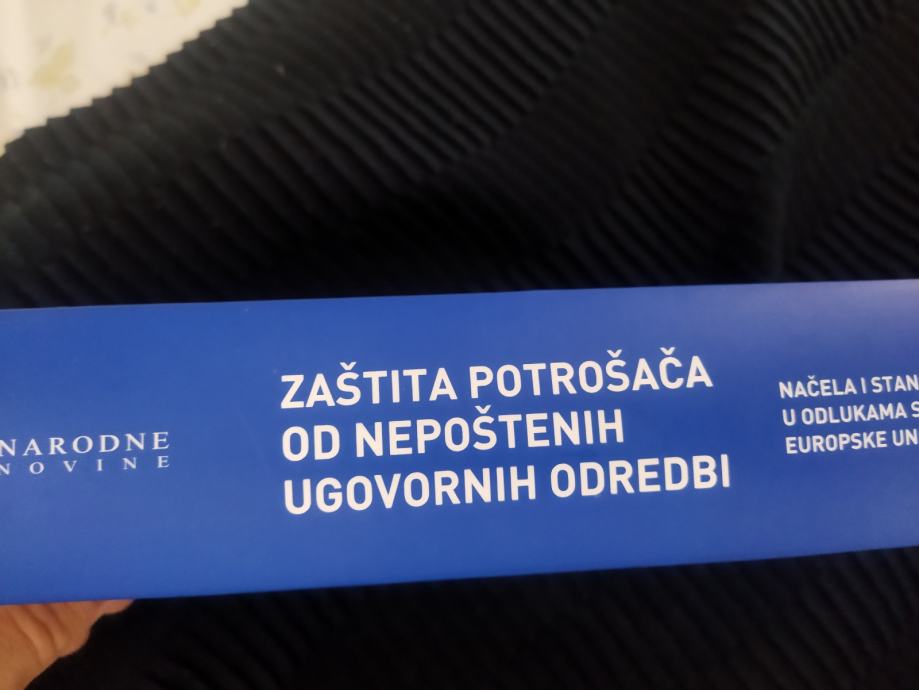 NARODNE
NOVINE
ZAŠTITA POTROŠAČA
OD NEPOŠTENIH
UGOVORNIH ODREDBI
NAČELA I
U ODLUKAMA
EUROPSKE